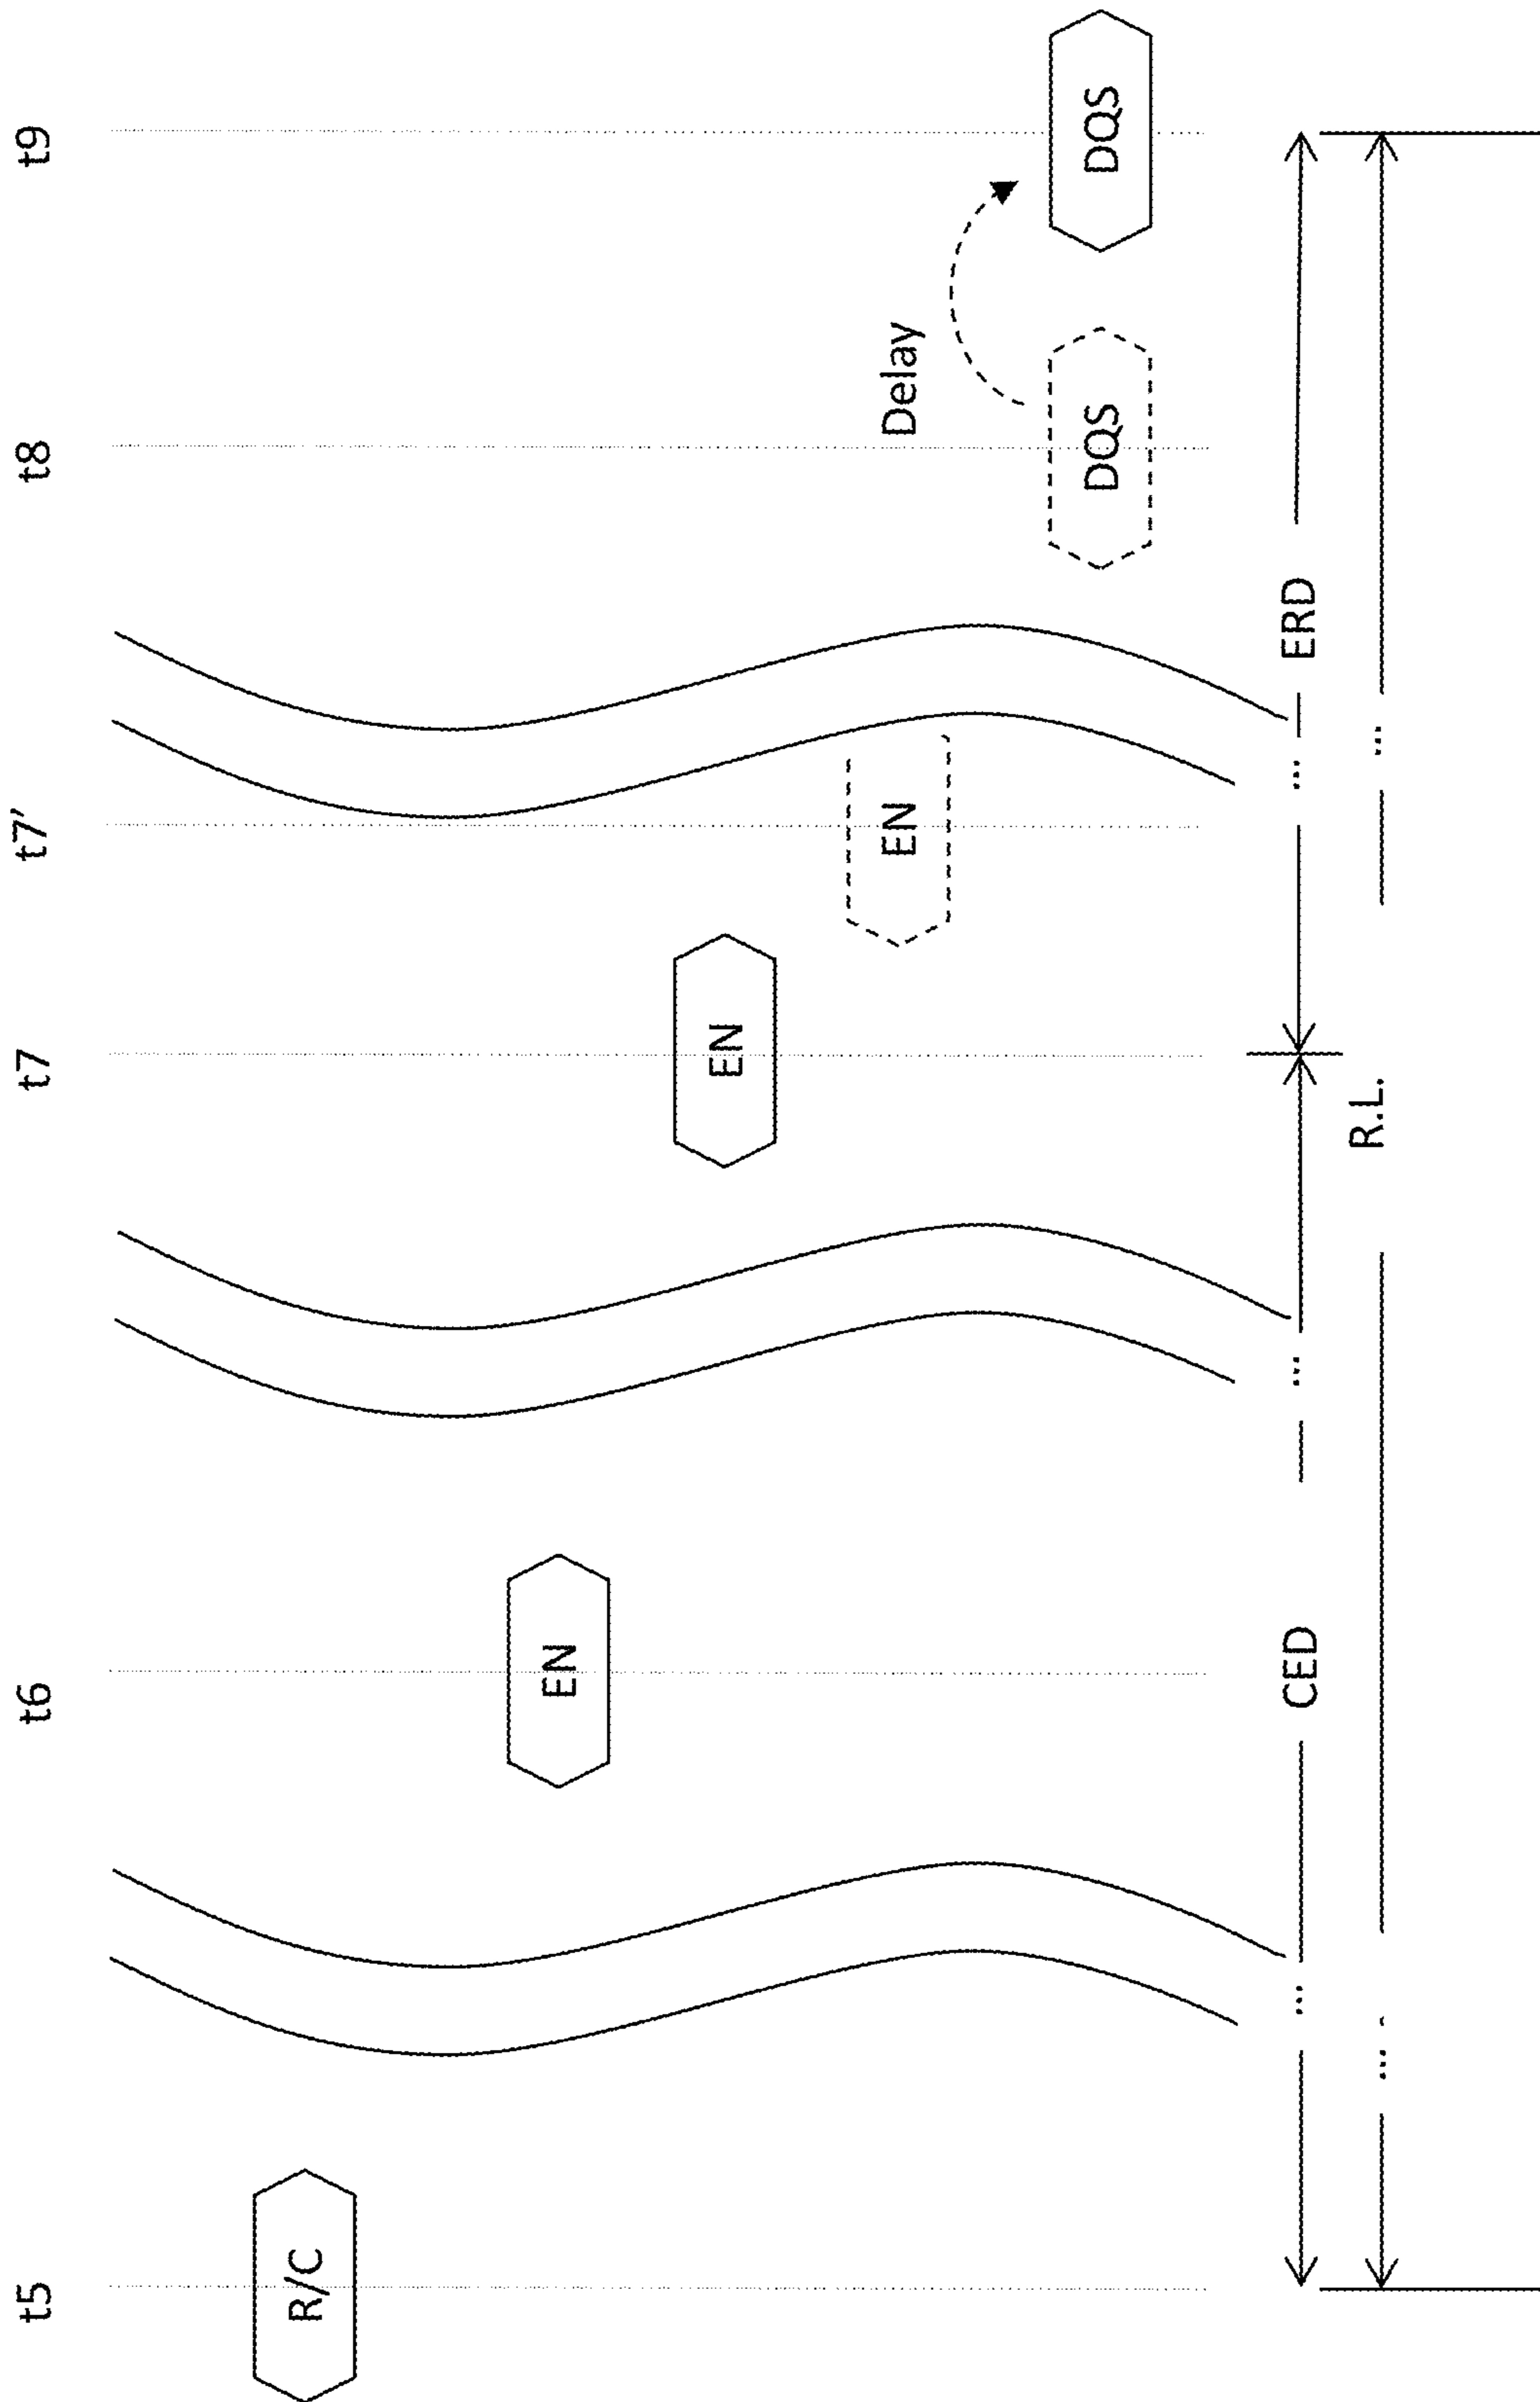 t5 t6 t7 t7' t8 t9
R/C
EN
EN
EN
Delay
DQS DQS
... CED ... ... ERD
R.L.
... ...